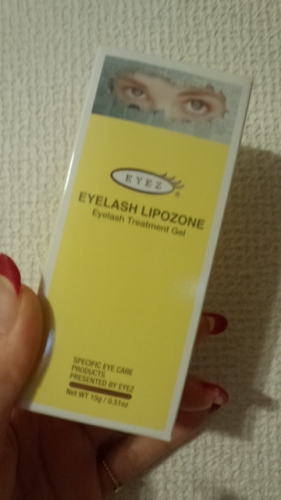 EYEZ
EYELASH LIPOZONE
Eyelash Treatment Gel
SPECIFIC EYE CARE
PRODUCTS
PRESENTED BY EYEZ
Net WT 15g / 0.51oz